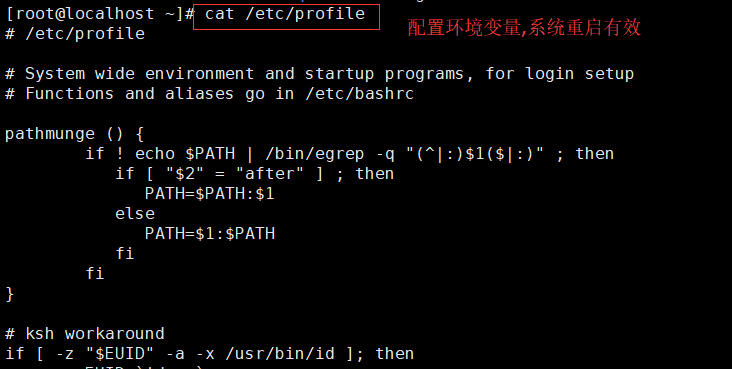 [root@localhost ~]# cat /etc/profile
配置环境变量,系统重启有效
# /etc/profile
# System wide environment and startup programs, for login setup
# Functions and aliases go in /etc/bashrc
pathmunge () {
if ! echo $PATH | /bin/egrep -q "(^|:)$1($|:)" ; then
if [ "$2" = "after" ] ; then
PATH=$PATH:$1
else
PATH=$1:$PATH
fi
fi
}
# ksh workaround
if [ -z "$EUID" -a -x /usr/bin/id ]; then